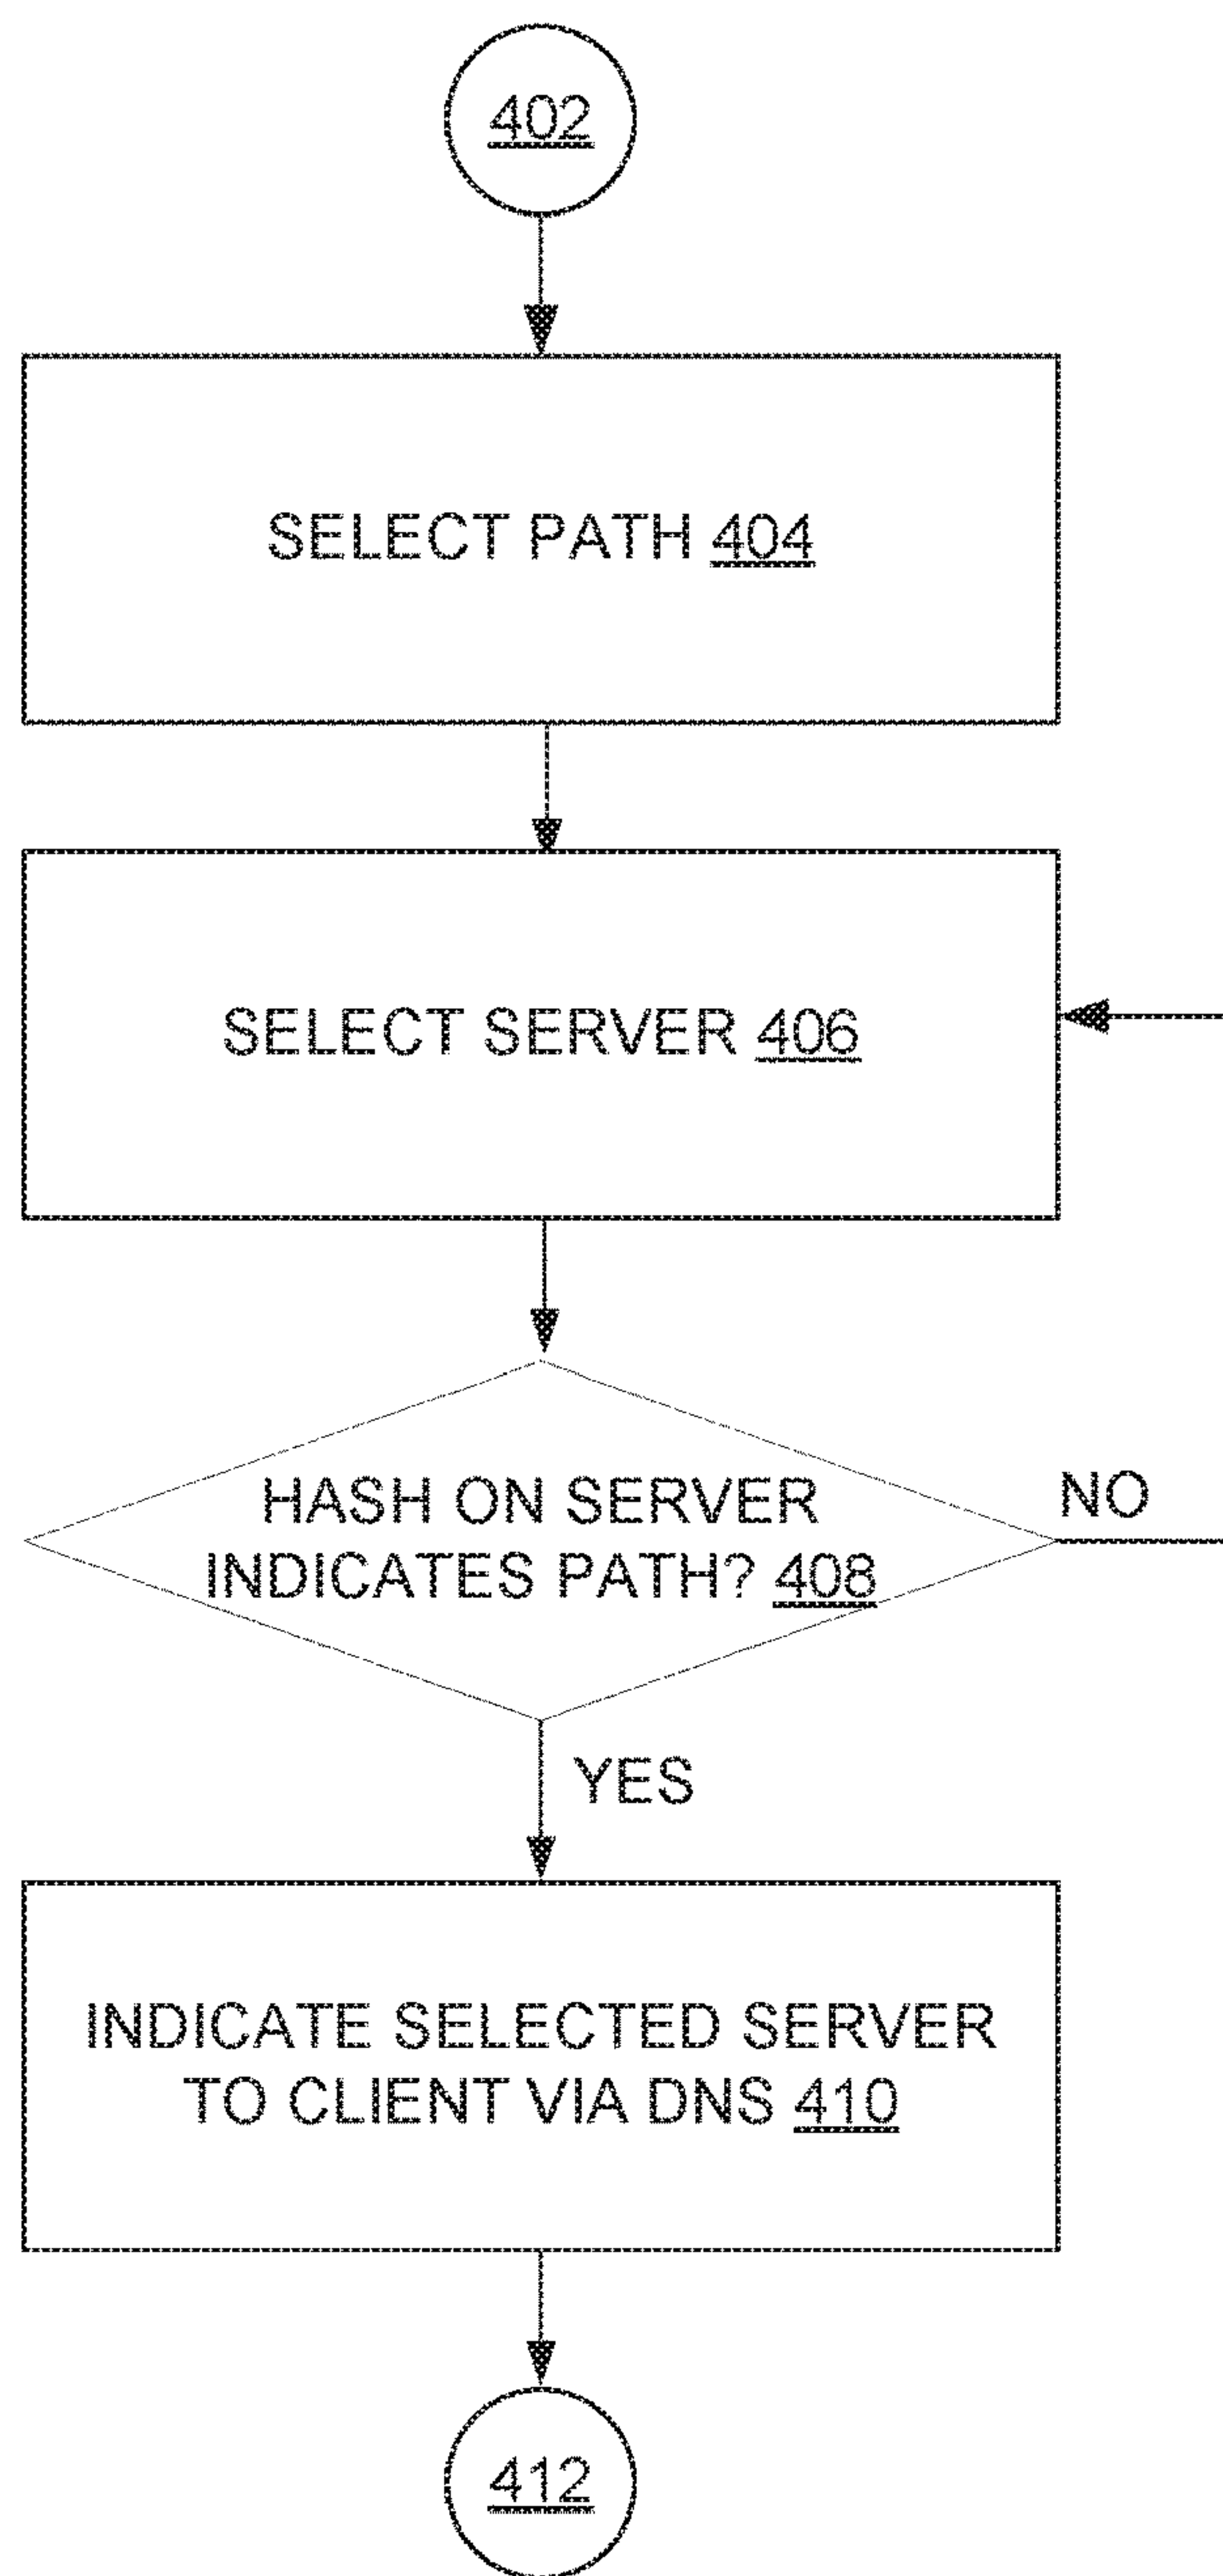 402
SELECT PATH 404
SELECT SERVER 406
HASH ON SERVER
INDICATES PATH? 408
NO
YES
INDICATE SELECTED SERVER
TO CLIENT VIA DNS 410
412